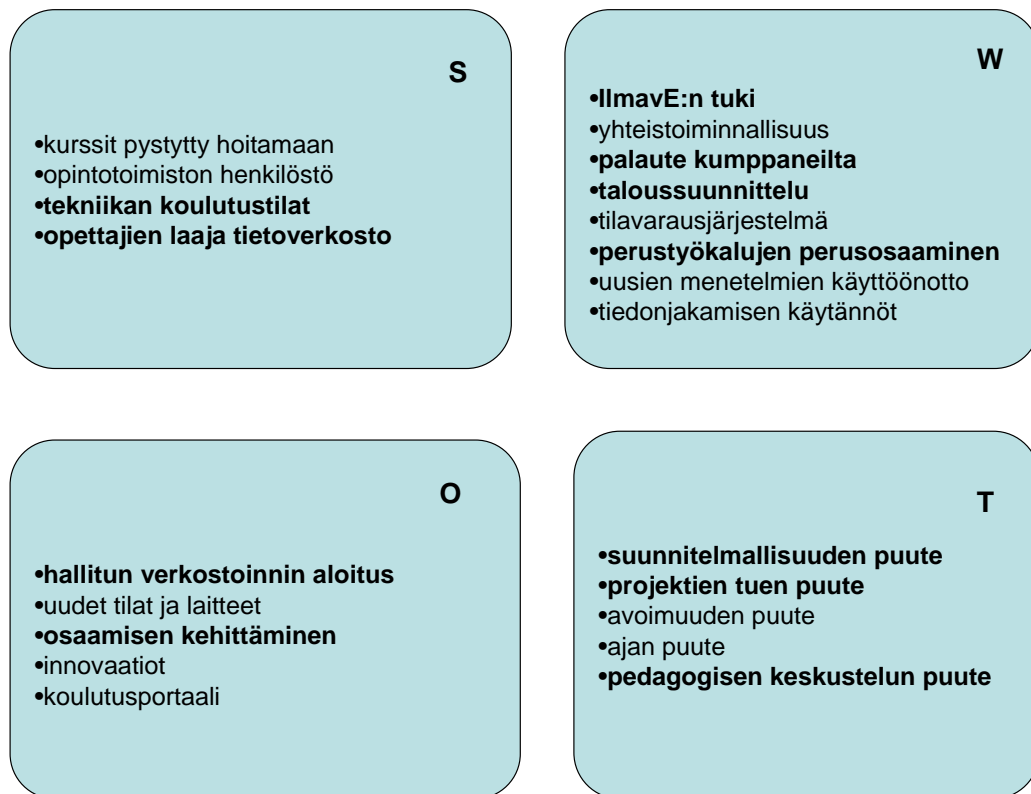 S
•kurssit pystytty hoitamaan
•opintotoimiston henkilöstö
•tekniikan koulutustilat
•opettajien laaja tietoverkosto
W
•IlmavE:n tuki
•yhteistoiminnallisuus
•palaute kumppaneilta
•taloussuunnittelu
•tilavarausjärjestelmä
•perustyökalujen perusosaaminen
•uusien menetelmien käyttöönotto
•tiedonjakamisen käytännöt
O
•hallitun verkostoinnin aloitus
•uudet tilat ja laitteet
•osaamisen kehittäminen
•innovaatiot
•koulutusportaali
T
•suunnitelmallisuuden puute
•projektien tuen puute
•avoimuuden puute
•ajan puute
•pedagogisen keskustelun puute